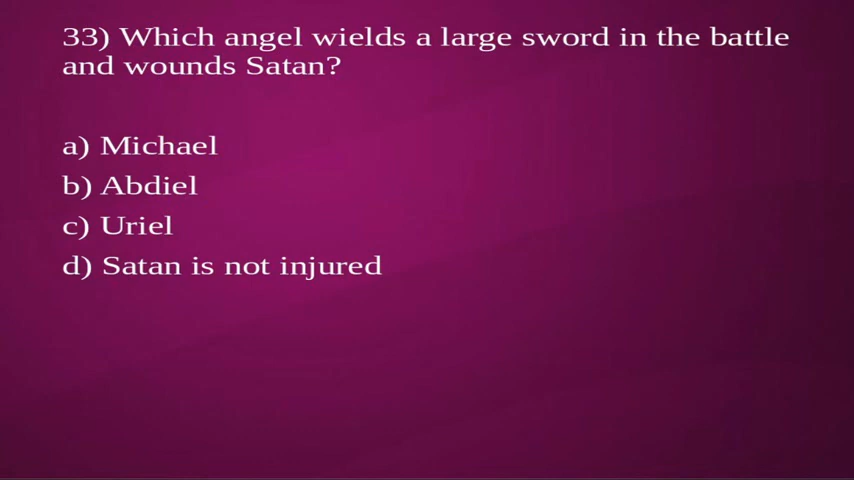 33) Which angel wields a large sword in the battle
and wounds Satan?
a) Michael
b) Abdiel
c) Uriel
d) Satan is not injured